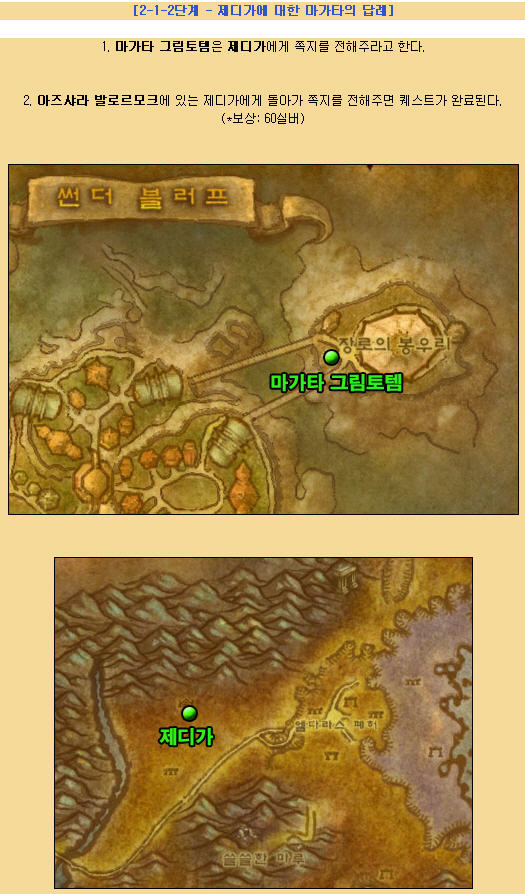 [2-1-2단계 - 제디가에 대한 마가타의 답례]
1. 마가타 그림토템은 제디가에게 쪽지를 전해주라고 한다.
2. 아즈샤라 발로르모크에 있는 제디가에게 돌아가 쪽지를 전해주면 퀘스트가 완료된다.
(*보상: 60실버)
썬더 블러프
장로의 봉우리
마가타 그림토템
제디가
엘다라스 폐허
쓸쓸한 마루